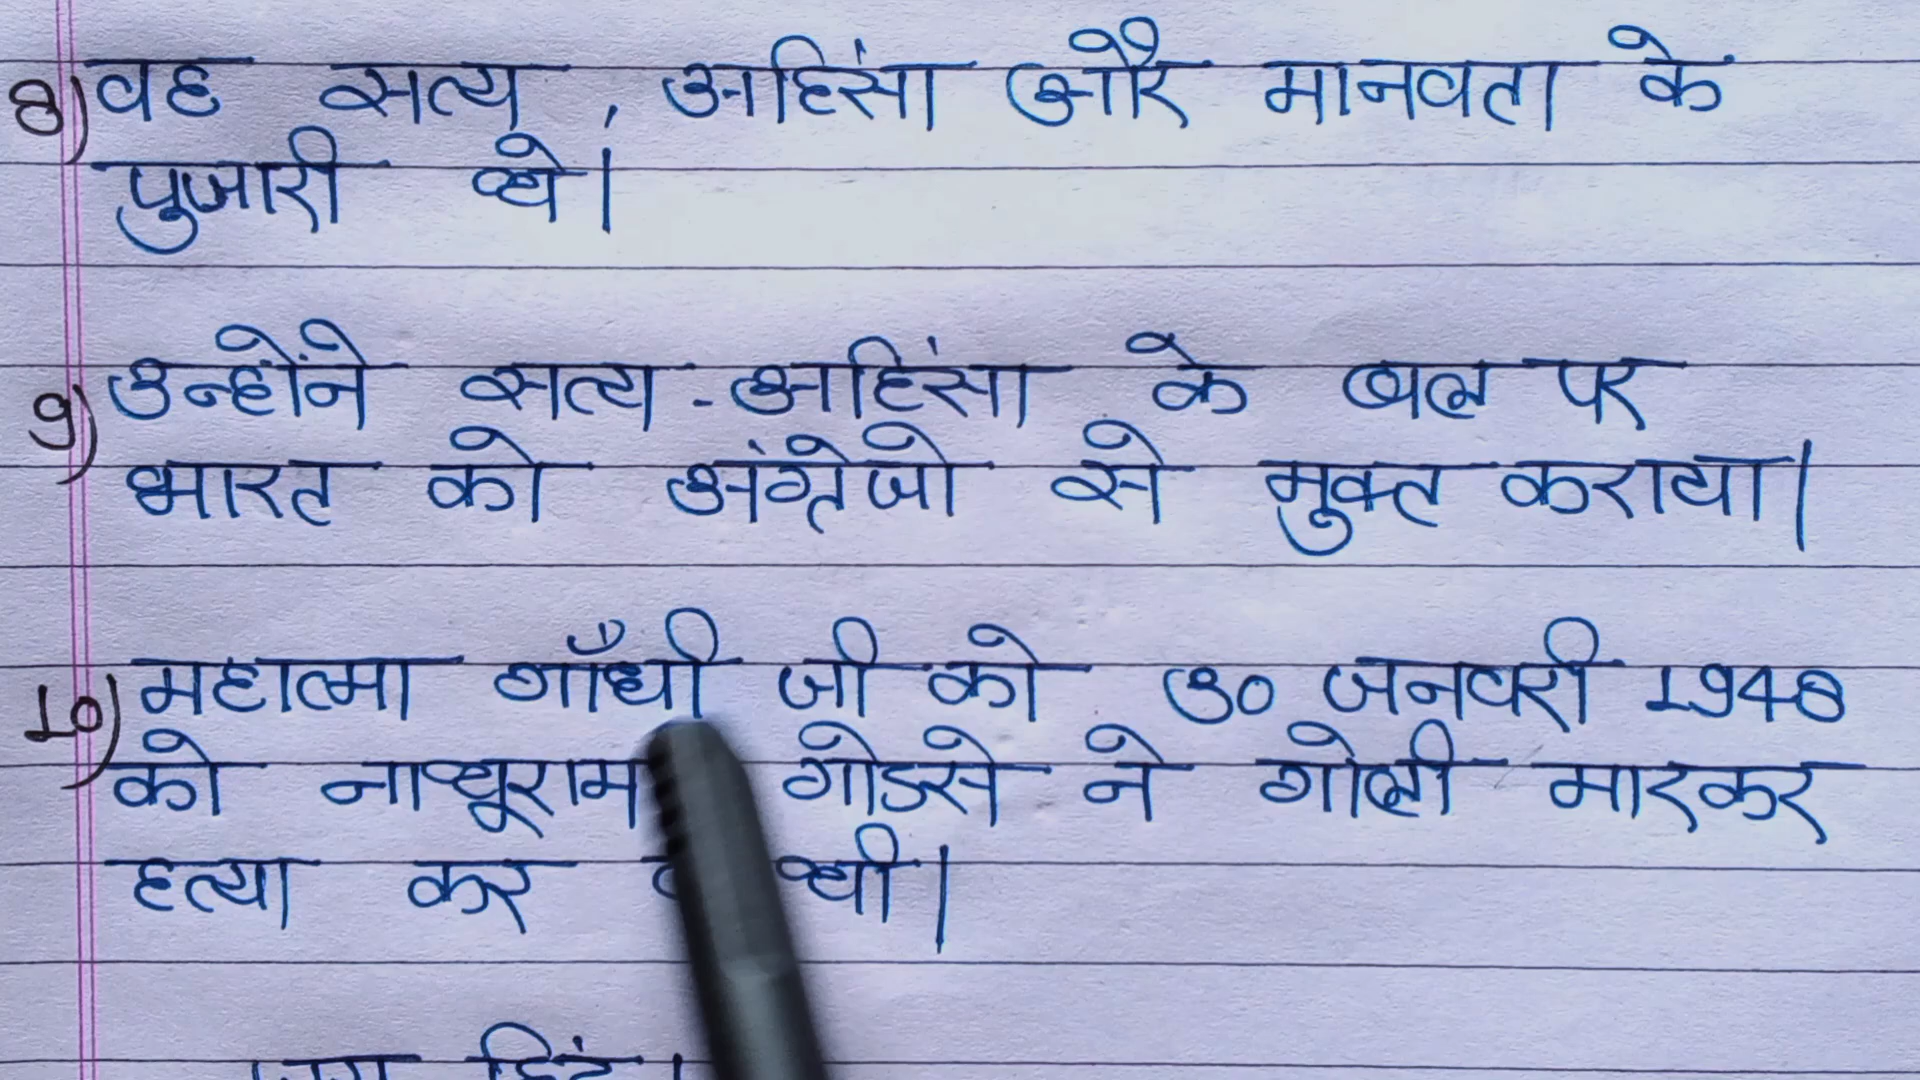 8) वह सत्य, अहिंसा और मानवता के
पुजारी थे।
9) उन्होंने सत्य-अहिंसा के बल पर
भारत को अंग्रेजो से मुक्त कराया।
10) महात्मा गाँधी जी को 30 जनवरी 1948
को नाथूराम गोडसे ने गोली मारकर
हत्या कर थी।
हिंद।